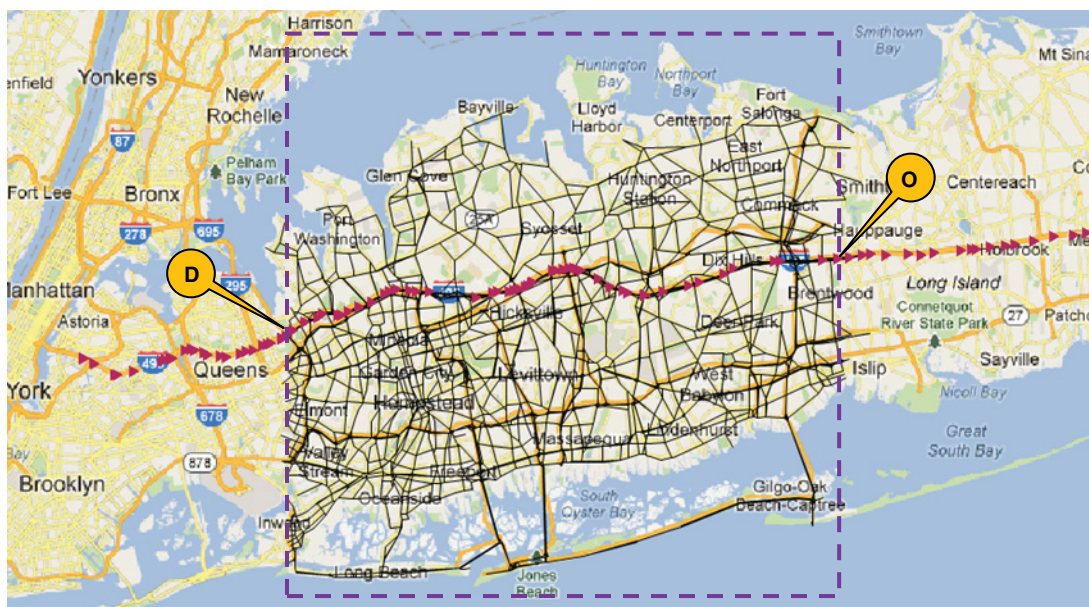 Harrison
Mamaroneck
Smithtown
Bay
Mt Sina
enfield
Yonkers
Huntington
Bay
Northport
Bay
New
Rochelle
Bayville
Lloyd
Harbor
Centerport
Fort
Salonga
87
Pelham
Bay Park
East
Northport
Fort Lee
Bronx
Glen Cove
Huntington
Station
O
Centereach
Commack
278
695
Port
Washington
25A
Syosset
Hauppauge
Holbrook
D
Dix Hills
295
Manhattan
Brentwood
Long Island
Astoria
Hicksville
Connetquot
River State Park
27
Patcho
Deer Park
Mineola
495
Queens
Garden City
Levittown
West
Babylon
Islip
Sayville
York
Elmont
Hempstead
Nicoll Bay
678
Massapequa
Lindenhurst
Great
South Bay
878
Valley
Stream
Freeport
Bay
Brooklyn
Oceanside
South
Oyster Bay
Gilgo-Oak
Beach-Captree
Inwood
Long Beach
Jones
Beach